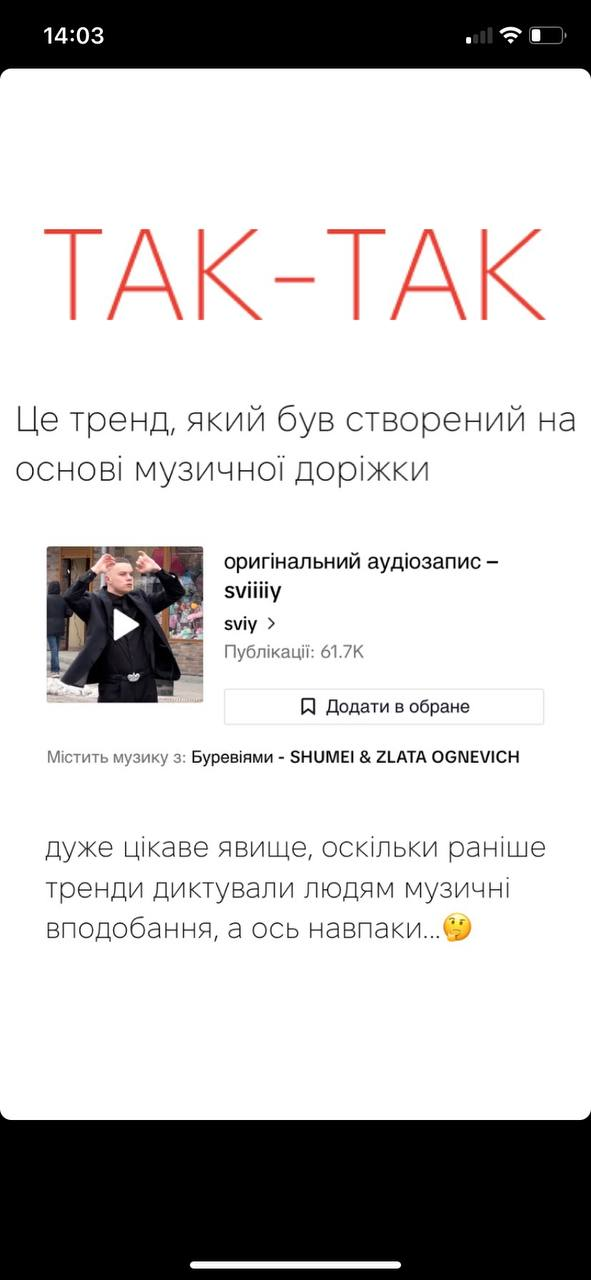 14:03
ТАК-ТАК
Це тренд, який був створений на
основі музичної доріжки
оригінальний аудіозапис –
sviiiiy
sviy >
Публікації: 61.7K
Додати в обране
Містить музику з: Буревіями - SHUMEI & ZLATA OGNEVICH
дуже цікаве явище, оскільки раніше
тренди диктували людям музичні
вподобання, а ось навпаки...🤔